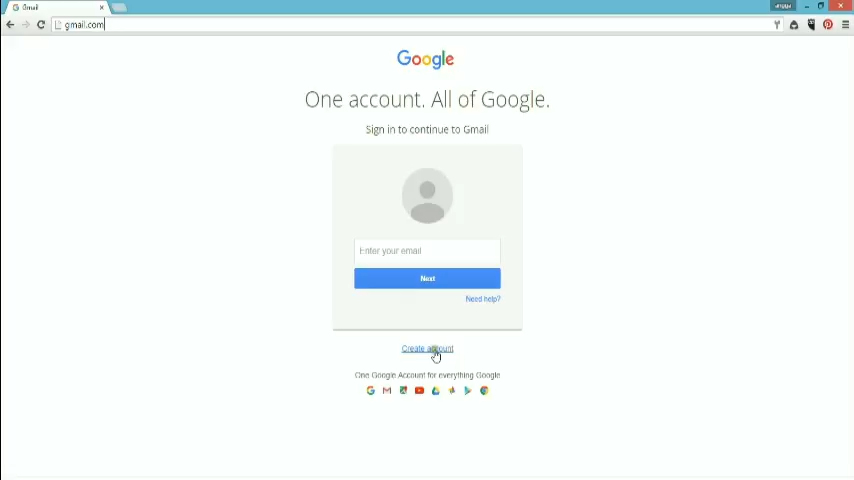 Gmail
gmail.com
Google
One account. All of Google.
Sign in to continue to Gmail
Enter your email
Next
Need help?
Create account
One Google Account for everything Google